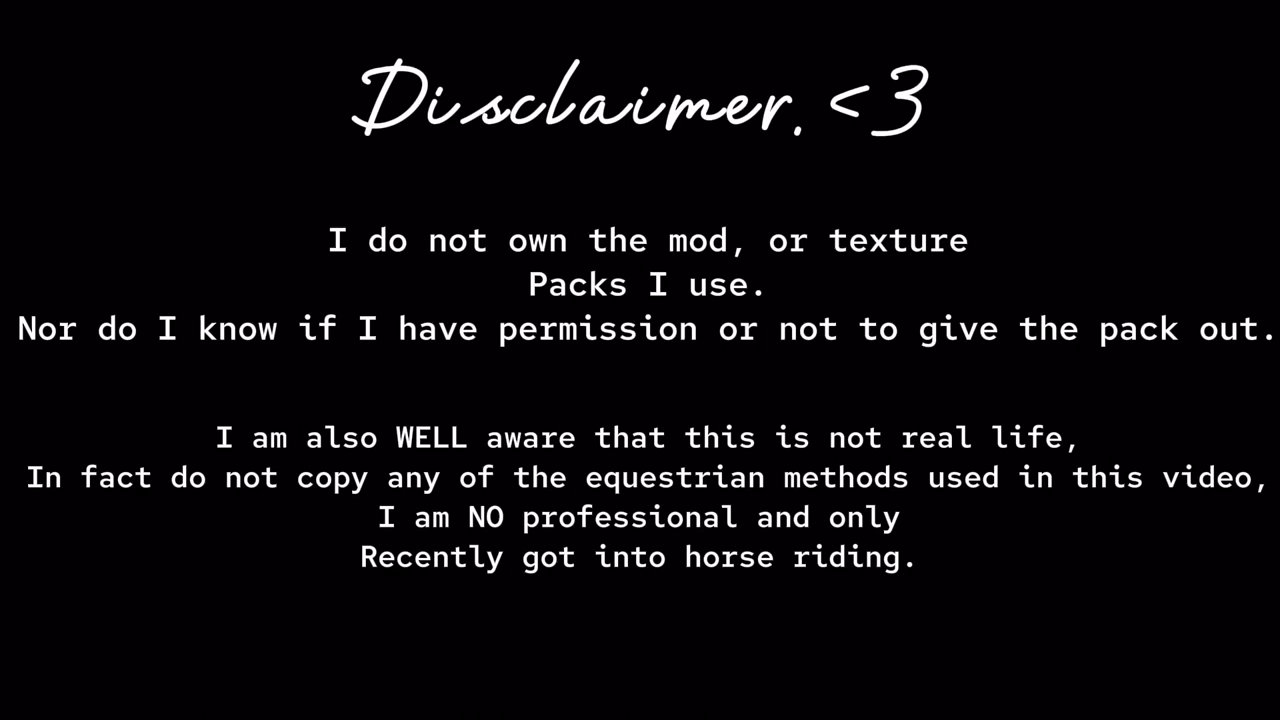 Disclaimer. <3
I do not own the mod, or texture
Packs I use.
Nor do I know if I have permission or not to give the pack out.
I am also WELL aware that this is not real life,
In fact do not copy any of the equestrian methods used in this video,
I am NO professional and only
Recently got into horse riding.